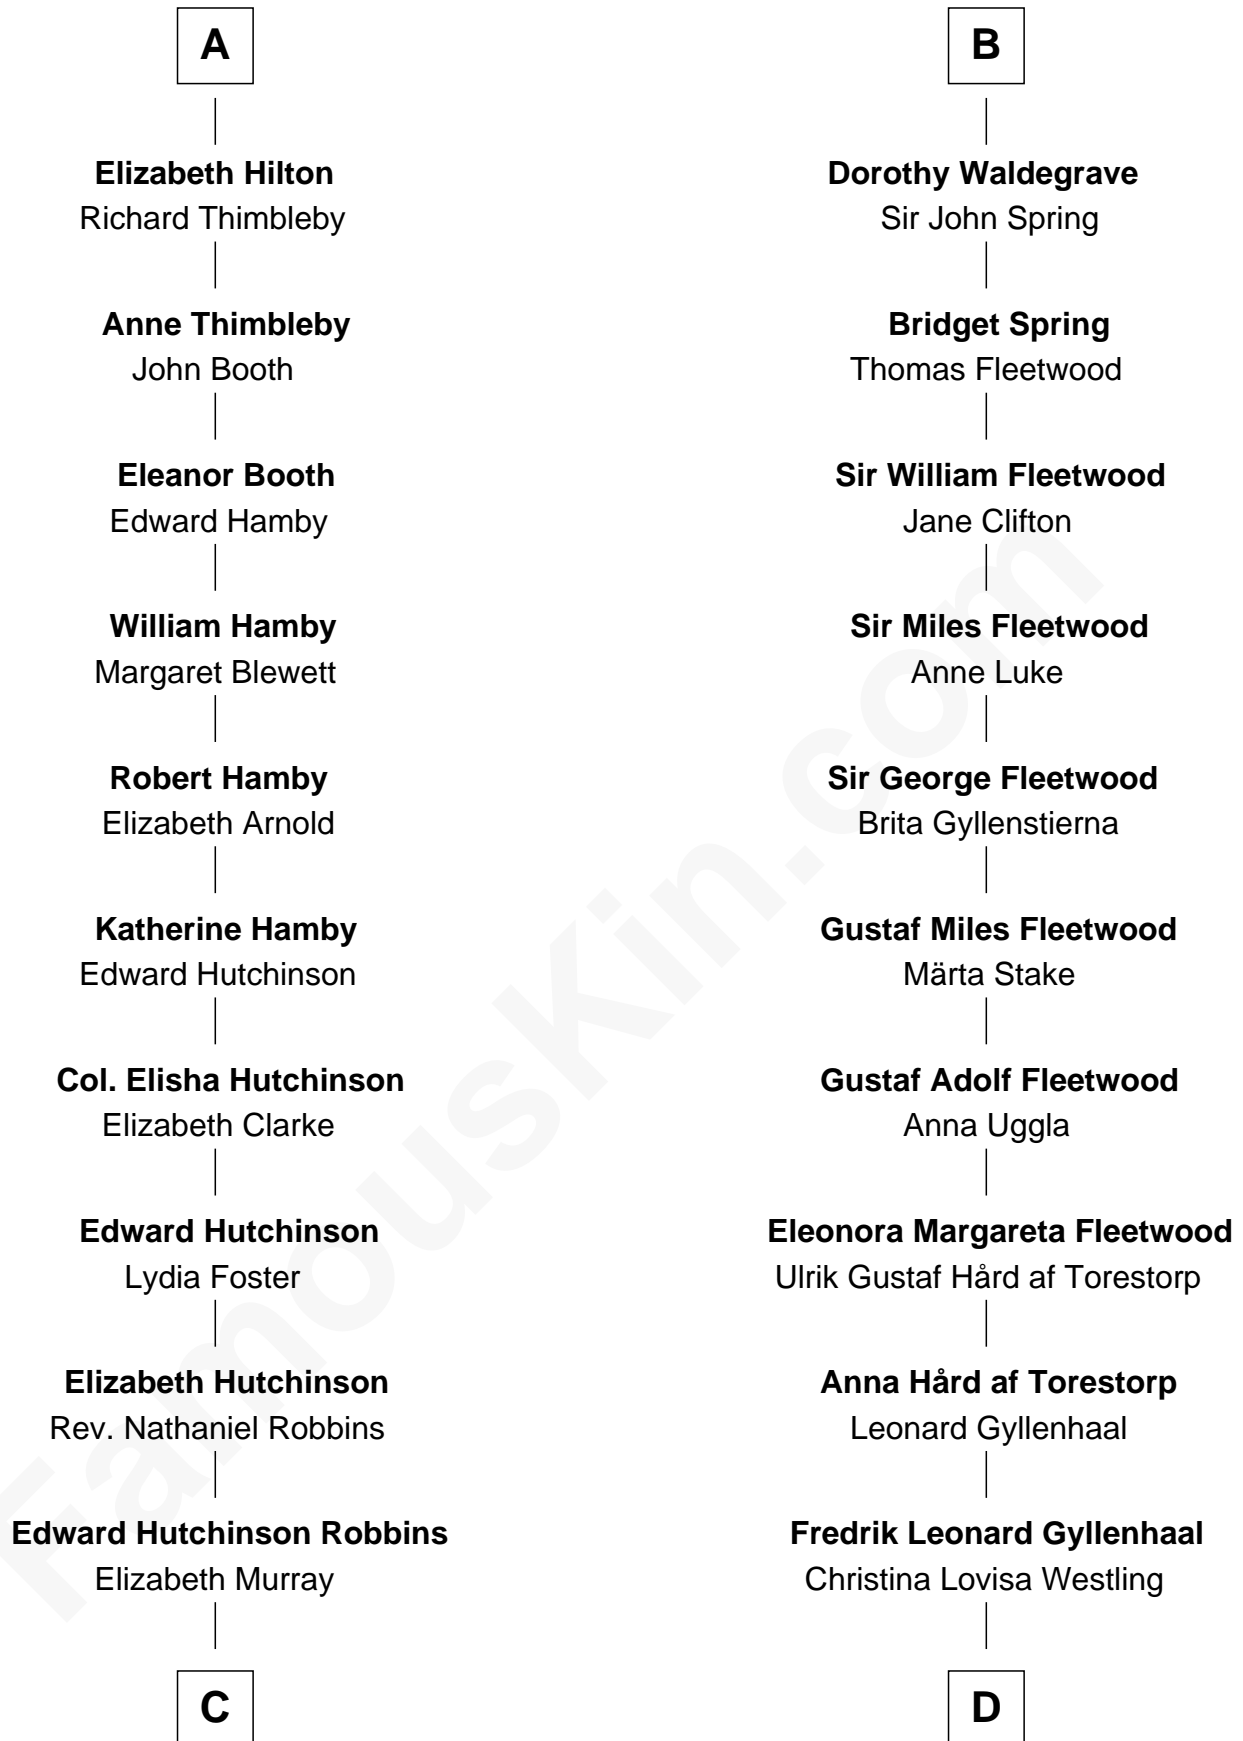 A
Elizabeth Hilton
Richard Thimbleby
Anne Thimbleby
John Booth
Eleanor Booth
Edward Hamby
William Hamby
Margaret Blewett
Robert Hamby
Elizabeth Arnold
Katherine Hamby
Edward Hutchinson
Col. Elisha Hutchinson
Elizabeth Clarke
Edward Hutchinson
Lydia Foster
Elizabeth Hutchinson
Rev. Nathaniel Robbins
Edward Hutchinson Robbins
Elizabeth Murray
C
B
Dorothy Waldegrave
Sir John Spring
Bridget Spring
Thomas Fleetwood
Sir William Fleetwood
Jane Clifton
Sir Miles Fleetwood
Anne Luke
Sir George Fleetwood
Brita Gyllenstierna
Gustaf Miles Fleetwood
Märta Stake
Gustaf Adolf Fleetwood
Anna Uggla
Eleonora Margareta Fleetwood
Ulrik Gustaf Hård af Torestorp
Anna Hård af Torestorp
Leonard Gyllenhaal
Fredrik Leonard Gyllenhaal
Christina Lovisa Westling
D
FamousKin.com